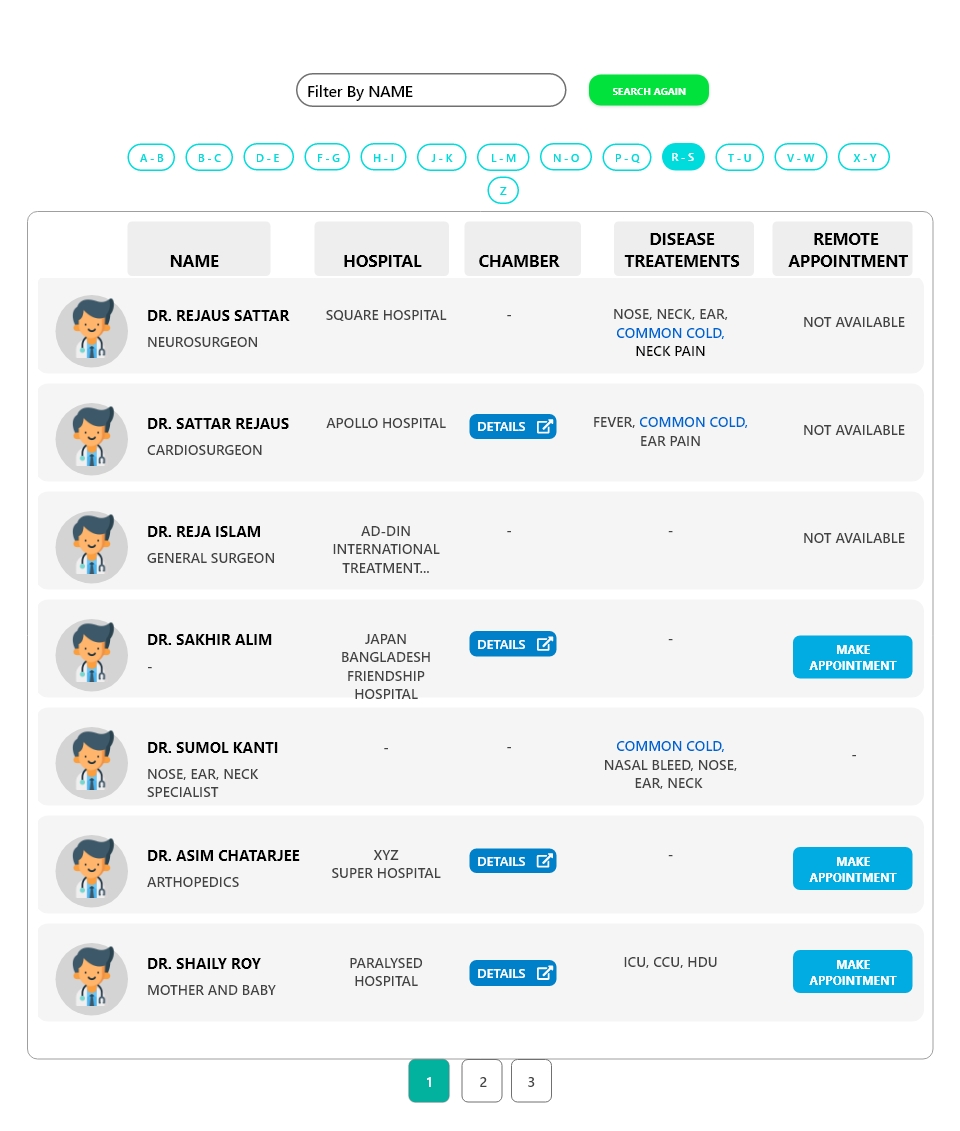 Filter By NAME
SEARCH AGAIN
A - B
B - C
D - E
F - G
H - I
J - K
L - M
N - O
P - Q
R - S
T - U
V - W
X - Y
Z
NAME
HOSPITAL
CHAMBER
DISEASE
TREATEMENTS
REMOTE
APPOINTMENT
DR. REJAUS SATTAR
NEUROSURGEON
SQUARE HOSPITAL
-
NOSE, NECK, EAR,
COMMON COLD,
NECK PAIN
NOT AVAILABLE
DR. SATTAR REJAUS
CARDIOSURGEON
APOLLO HOSPITAL
DETAILS
FEVER, COMMON COLD,
EAR PAIN
NOT AVAILABLE
DR. REJA ISLAM
GENERAL SURGEON
AD-DIN
INTERNATIONAL
TREATMENT...
-
-
NOT AVAILABLE
DR. SAKHIR ALIM
-
JAPAN
BANGLADESH
FRIENDSHIP
HOSPITAL
DETAILS
-
MAKE
APPOINTMENT
DR. SUMOL KANTI
NOSE, EAR, NECK
SPECIALIST
-
-
COMMON COLD,
NASAL BLEED, NOSE,
EAR, NECK
-
DR. ASIM CHATARJEE
ARTHOPEDICS
XYZ
SUPER HOSPITAL
DETAILS
-
MAKE
APPOINTMENT
DR. SHAILY ROY
MOTHER AND BABY
PARALYSED
HOSPITAL
DETAILS
ICU, CCU, HDU
MAKE
APPOINTMENT
1
2
3